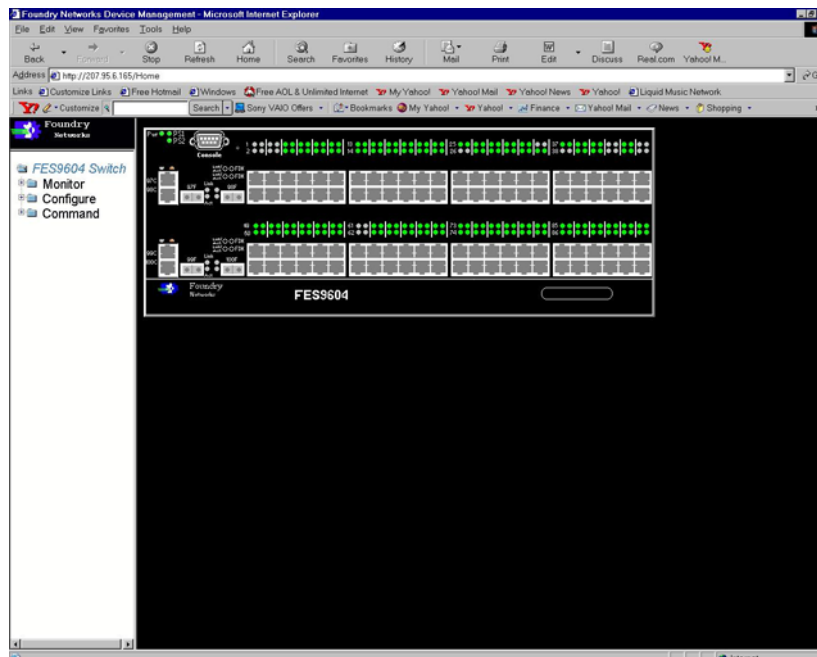 Foundry Networks Device Management - Microsoft Internet Explorer
File Edit View Favorites Tools Help
Back Forward Stop Refresh Home Search Favorites History Mail Print Edit Discuss Real.com Yahoo! M...
Address http://207.95.6.165/Home
Links Customize Links Free Hotmail Windows Free AOL & Unlimited Internet My Yahoo! Yahoo! Mail Yahoo! News Yahoo! Liquid Music Network
Y? Customize Search Sony VAIO Offers Bookmarks My Yahoo! Yahoo! Finance Yahoo! Mail News Shopping
Foundry
Networks
FES9604 Switch
Monitor
Configure
Command
Pwr PS1
PS2
Console
Foundry
Networks
FES9604